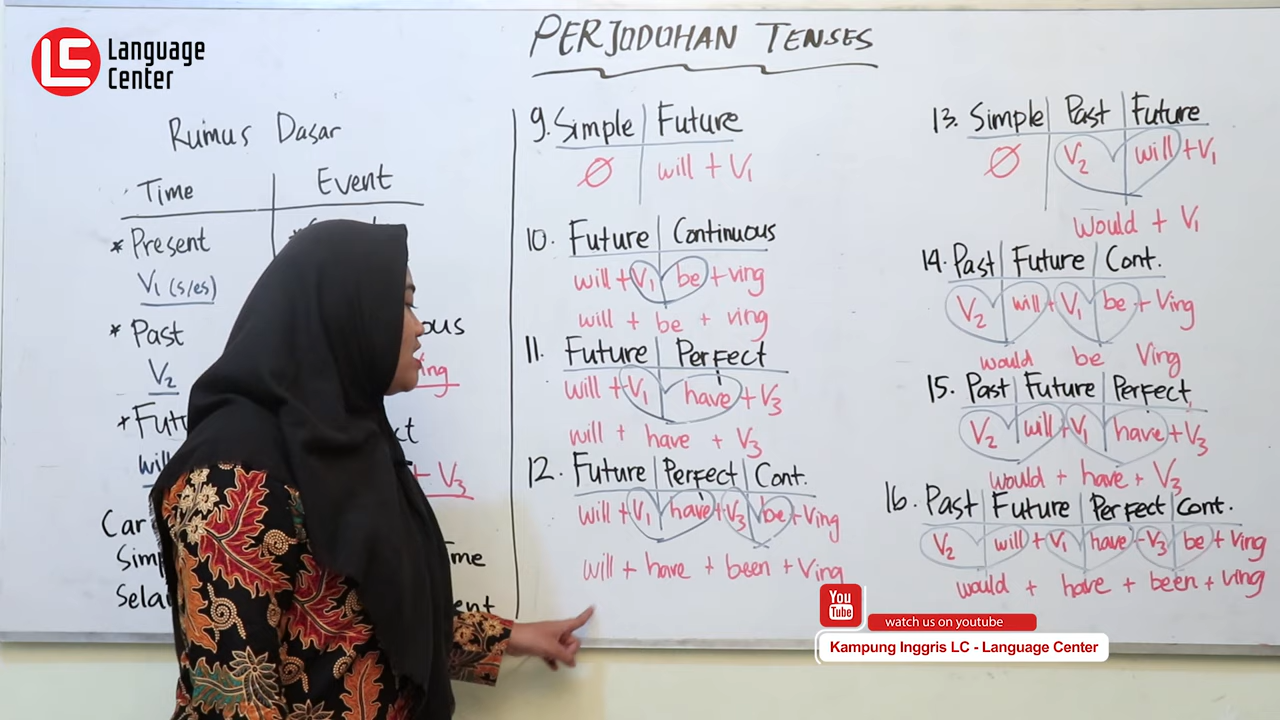 LC Language
Center
PERJODOHAN TENSES
Rumus Dasar
Time Event
* Present
V1 (s/es)
* Past
V2
ous
ing
will
+ V3
9. Simple Future
Ø will + V1
10. Future Continuous
will + V1 be + ving
will + be + ving
11. Future Perfect
will + V1 have + V3
will + have + V3
12. Future Perfect Cont.
will + V1 have + V3 be + Ving
will + have + been + Ving
13. Simple Past Future
Ø V2 will + V1
would + V1
14. Past Future Cont.
V2 will + V1 be + Ving
would be Ving
15. Past Future Perfect
V2 will + V1 have + V3
would + have + V3
16. Past Future Perfect Cont.
V2 will + V1 have + V3 be + Ving
would + have + been + ving
You
Tube
watch us on youtube
Kampung Inggris LC - Language Center